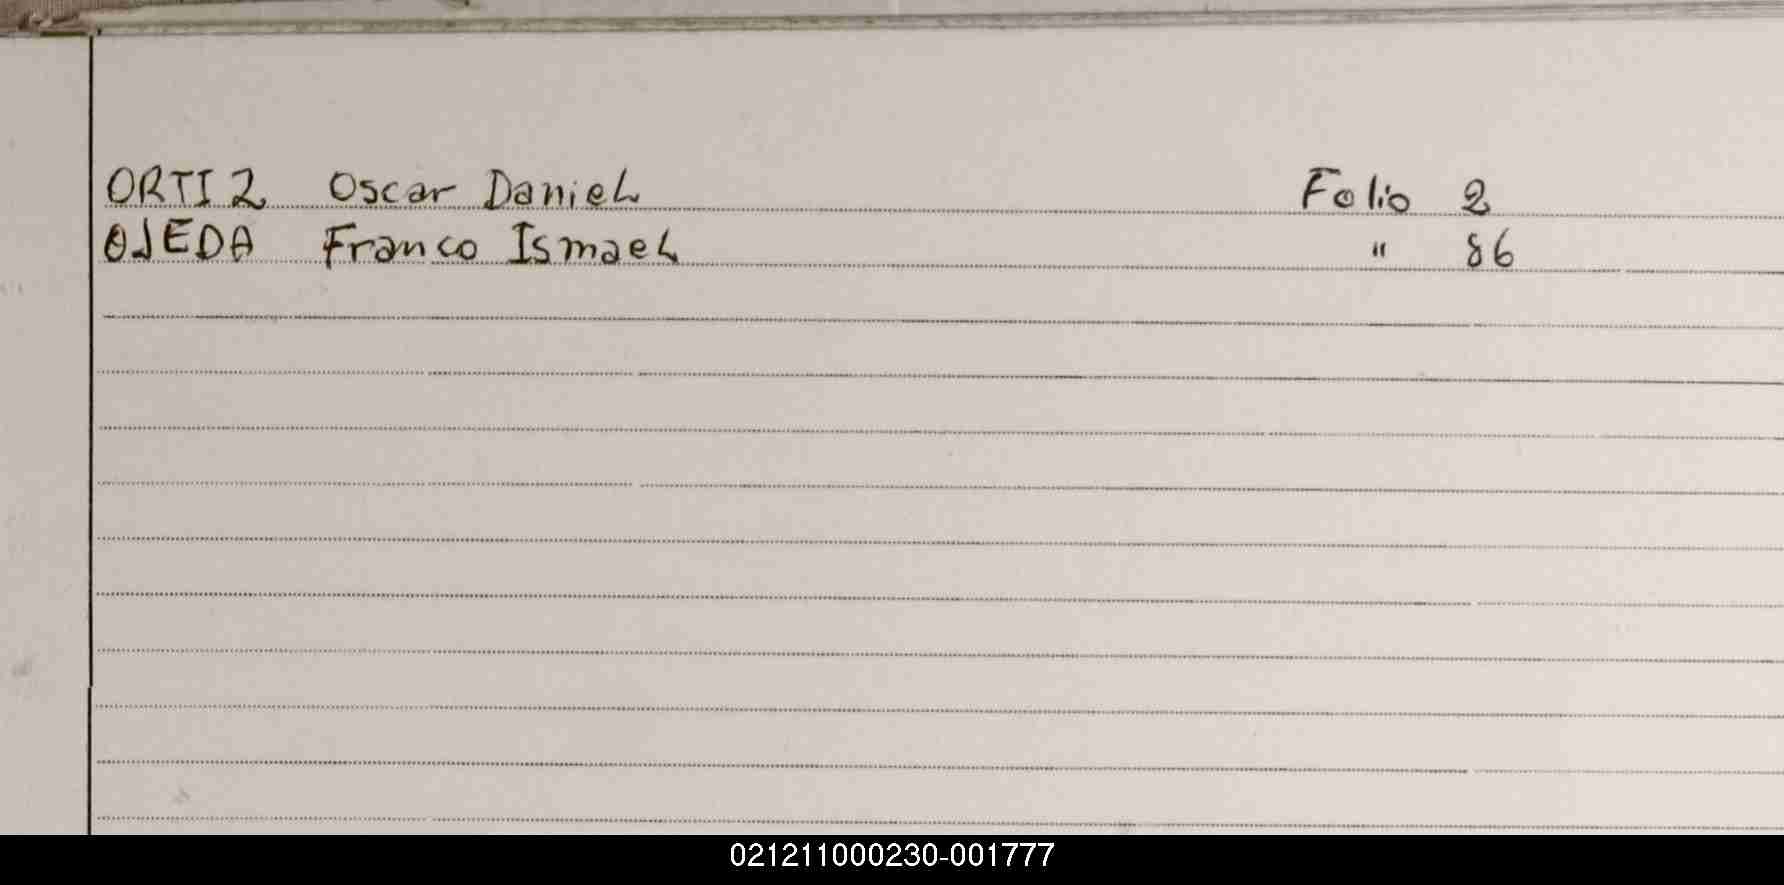 ORTIZ Oscar Daniel Folio 2
OJEDA Franco Ismael " 86
021211000230-001777